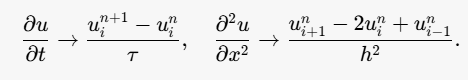 ∂u/∂t → (u_i^{n+1} − u_i^n)/τ, ∂²u/∂x² → (u_{i+1}^n − 2u_i^n + u_{i−1}^n)/h².